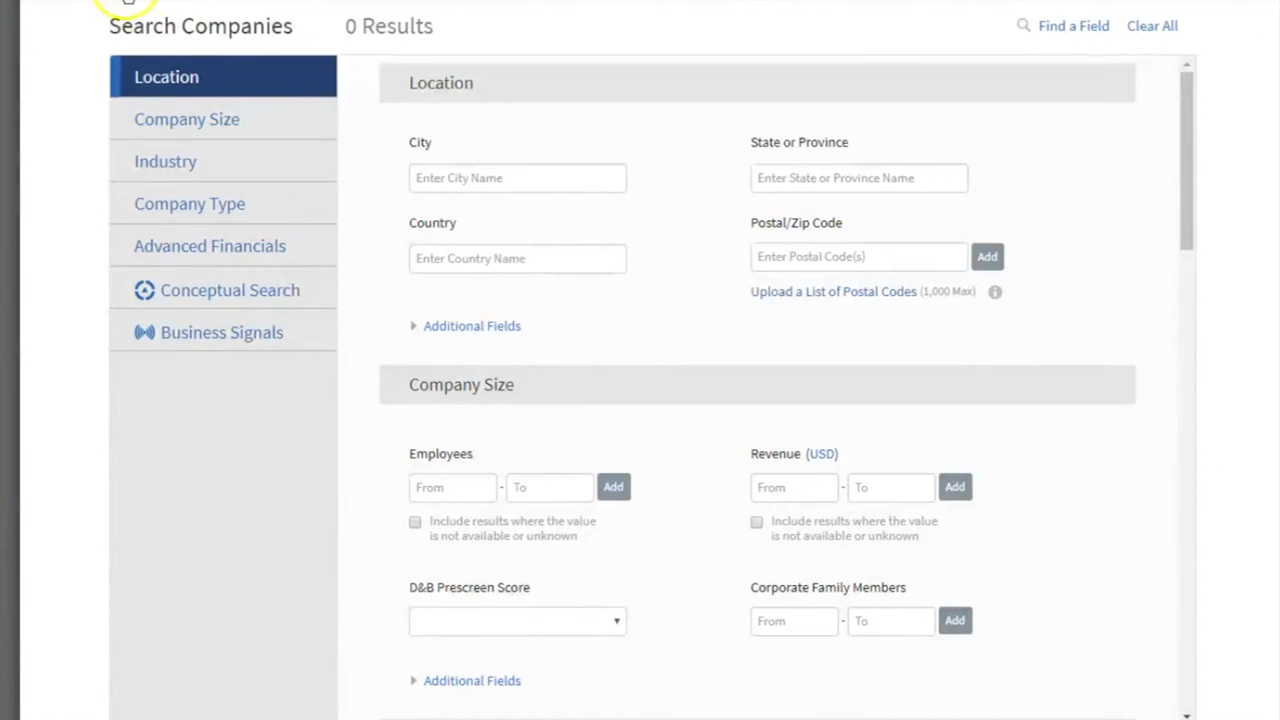 Search Companies
0 Results
Find a Field
Clear All
Location
Company Size
Industry
Company Type
Advanced Financials
Conceptual Search
Business Signals
Location
City
State or Province
Enter City Name
Enter State or Province Name
Country
Postal/Zip Code
Enter Country Name
Enter Postal Code(s)
Add
Upload a List of Postal Codes (1,000 Max)
Additional Fields
Company Size
Employees
Revenue (USD)
From - To Add
From - To Add
Include results where the value
is not available or unknown
Include results where the value
is not available or unknown
D&B Prescreen Score
Corporate Family Members
From - To Add
Additional Fields